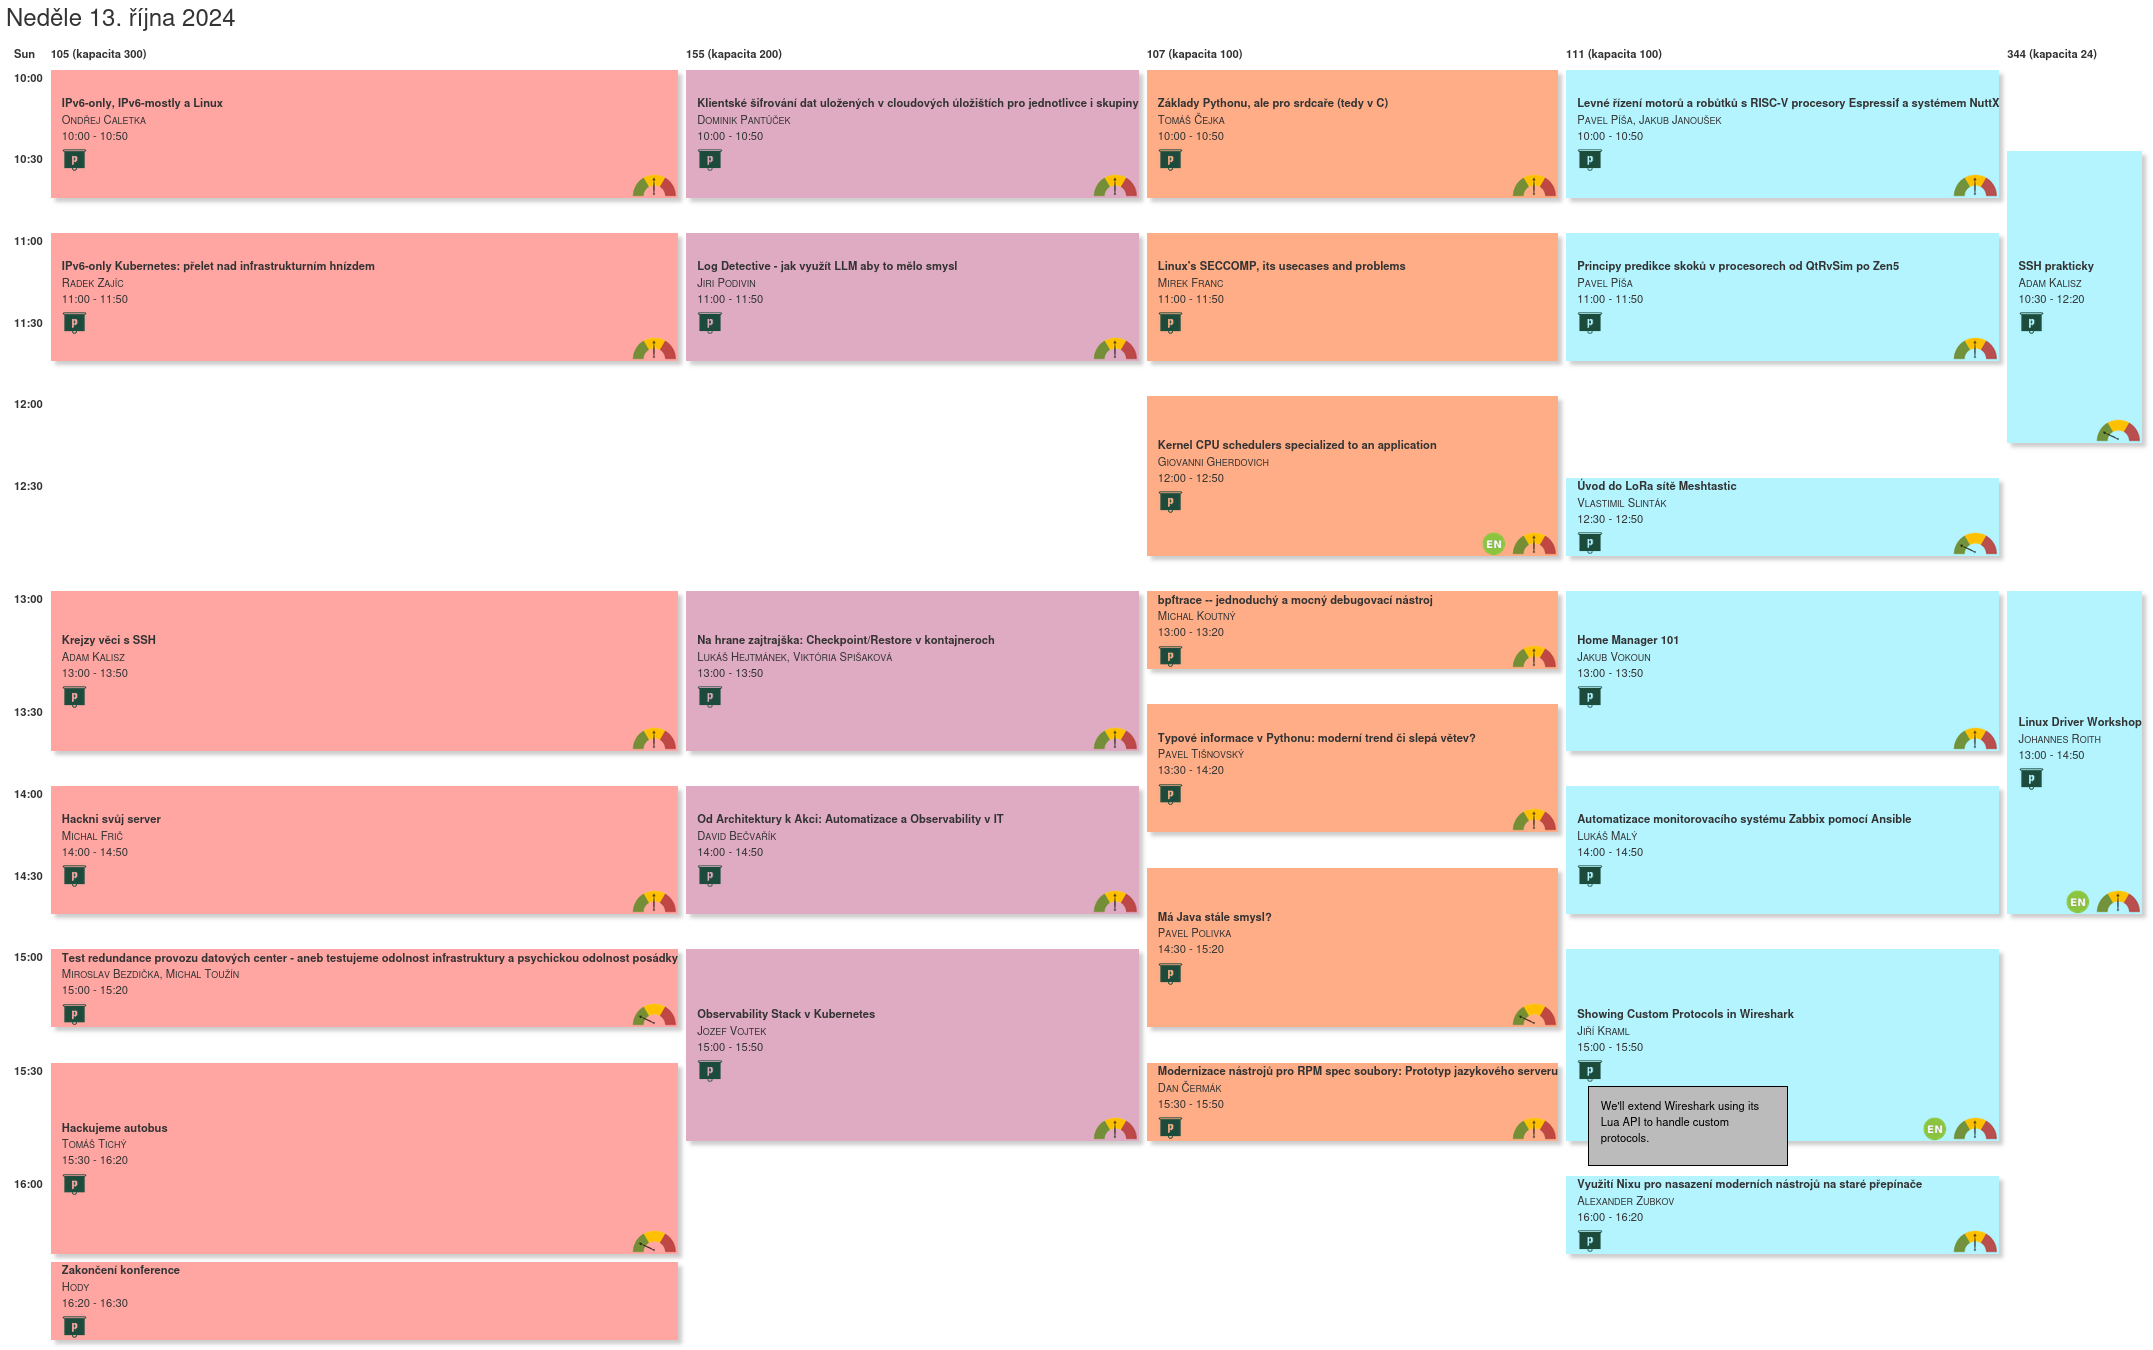 Neděle 13. října 2024
Sun
105 (kapacita 300)
155 (kapacita 200)
107 (kapacita 100)
111 (kapacita 100)
344 (kapacita 24)
10:00
IPv6-only, IPv6-mostly a Linux
Ondřej Caletka
10:00 - 10:50
p
Klientské šifrování dat uložených v cloudových úložištích pro jednotlivce i skupiny
Dominik Pantůček
10:00 - 10:50
p
Základy Pythonu, ale pro srdcaře (tedy v C)
Tomáš Čejka
10:00 - 10:50
p
Levné řízení motorů a robůtků s RISC-V procesory Espressif a systémem NuttX
Pavel Píša, Jakub Janoušek
10:00 - 10:50
p
10:30
SSH prakticky
Adam Kalisz
10:30 - 12:20
p
11:00
IPv6-only Kubernetes: přelet nad infrastrukturním hnízdem
Radek Zajíc
11:00 - 11:50
p
Log Detective - jak využít LLM aby to mělo smysl
Jiri Podivin
11:00 - 11:50
p
Linux's SECCOMP, its usecases and problems
Mirek Franc
11:00 - 11:50
p
Principy predikce skoků v procesorech od QtRvSim po Zen5
Pavel Píša
11:00 - 11:50
p
11:30
12:00
Kernel CPU schedulers specialized to an application
Giovanni Gherdovich
12:00 - 12:50
p
EN
12:30
Úvod do LoRa sítě Meshtastic
Vlastimil Slinták
12:30 - 12:50
p
13:00
Krejzy věci s SSH
Adam Kalisz
13:00 - 13:50
p
Na hrane zajtrajška: Checkpoint/Restore v kontajneroch
Lukáš Hejtmánek, Viktória Spišaková
13:00 - 13:50
p
bpftrace -- jednoduchý a mocný debugovací nástroj
Michal Koutný
13:00 - 13:20
p
Home Manager 101
Jakub Vokoun
13:00 - 13:50
p
Linux Driver Workshop
Johannes Roith
13:00 - 14:50
p
EN
13:30
Typové informace v Pythonu: moderní trend či slepá větev?
Pavel Tišnovský
13:30 - 14:20
p
14:00
Hackni svůj server
Michal Frič
14:00 - 14:50
p
Od Architektury k Akci: Automatizace a Observability v IT
David Bečvařík
14:00 - 14:50
p
Automatizace monitorovacího systému Zabbix pomocí Ansible
Lukáš Malý
14:00 - 14:50
p
14:30
Má Java stále smysl?
Pavel Polivka
14:30 - 15:20
p
15:00
Test redundance provozu datových center - aneb testujeme odolnost infrastruktury a psychickou odolnost posádky
Miroslav Bezdička, Michal Toužín
15:00 - 15:20
p
Observability Stack v Kubernetes
Jozef Vojtek
15:00 - 15:50
p
Showing Custom Protocols in Wireshark
Jiří Kraml
15:00 - 15:50
p
We'll extend Wireshark using its
Lua API to handle custom
protocols.
EN
15:30
Hackujeme autobus
Tomáš Tichý
15:30 - 16:20
p
Modernizace nástrojů pro RPM spec soubory: Prototyp jazykového serveru
Dan Čermák
15:30 - 15:50
p
16:00
Využití Nixu pro nasazení moderních nástrojů na staré přepínače
Alexander Zubkov
16:00 - 16:20
p
Zakončení konference
Hody
16:20 - 16:30
p